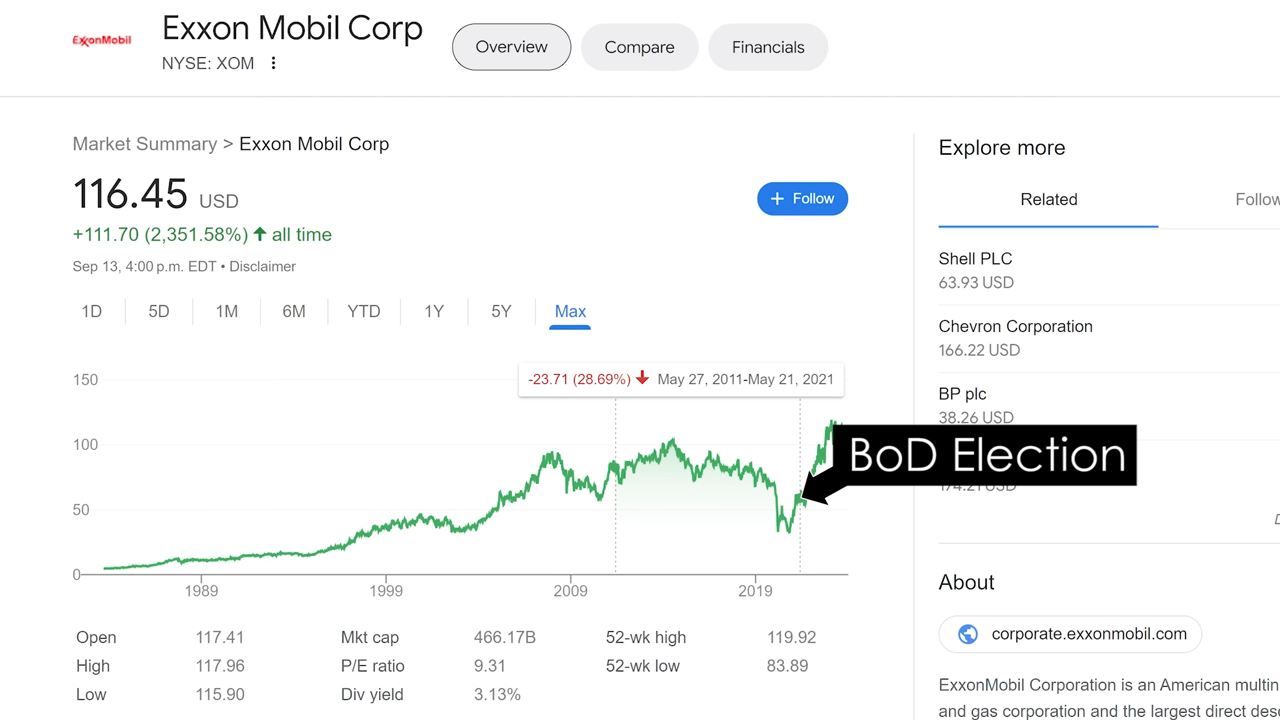 ExxonMobil
Exxon Mobil Corp
NYSE: XOM
Overview
Compare
Financials
Market Summary > Exxon Mobil Corp
116.45 USD
+ Follow
+111.70 (2,351.58%) ↑ all time
Sep 13, 4:00 p.m. EDT • Disclaimer
1D 5D 1M 6M YTD 1Y 5Y Max
-23.71 (28.69%) ↓ May 27, 2011-May 21, 2021
150
100
50
0
1989 1999 2009 2019
BoD Election
Open 117.41 Mkt cap 466.17B 52-wk high 119.92
High 117.96 P/E ratio 9.31 52-wk low 83.89
Low 115.90 Div yield 3.13%
Explore more
Related Follow
Shell PLC
63.93 USD
Chevron Corporation
166.22 USD
BP plc
38.26 USD
About
corporate.exxonmobil.com
ExxonMobil Corporation is an American multin
and gas corporation and the largest direct desc